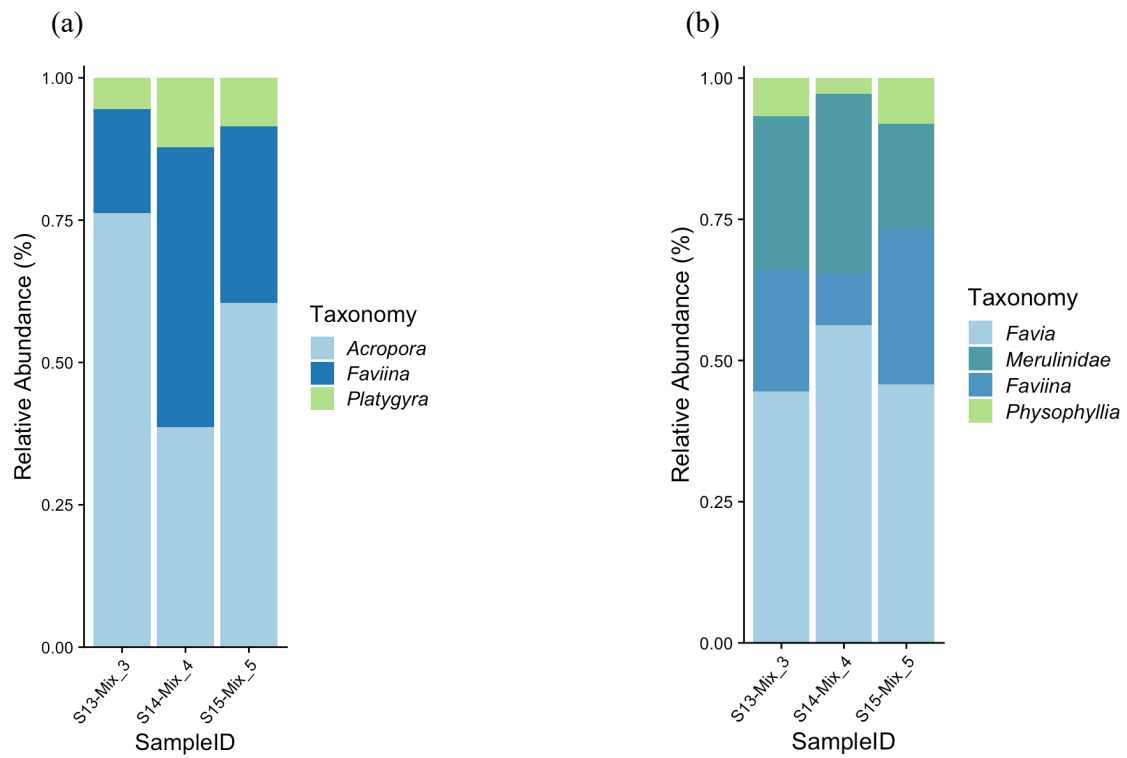 (a)
1.00
0.75
0.50
0.25
0.00
Relative Abundance (%)
S13-Mix_3
S14-Mix_4
S15-Mix_5
SampleID
Taxonomy
Acropora
Faviina
Platygyra
(b)
1.00
0.75
0.50
0.25
0.00
Relative Abundance (%)
S13-Mix_3
S14-Mix_4
S15-Mix_5
SampleID
Taxonomy
Favia
Merulinidae
Faviina
Physophyllia